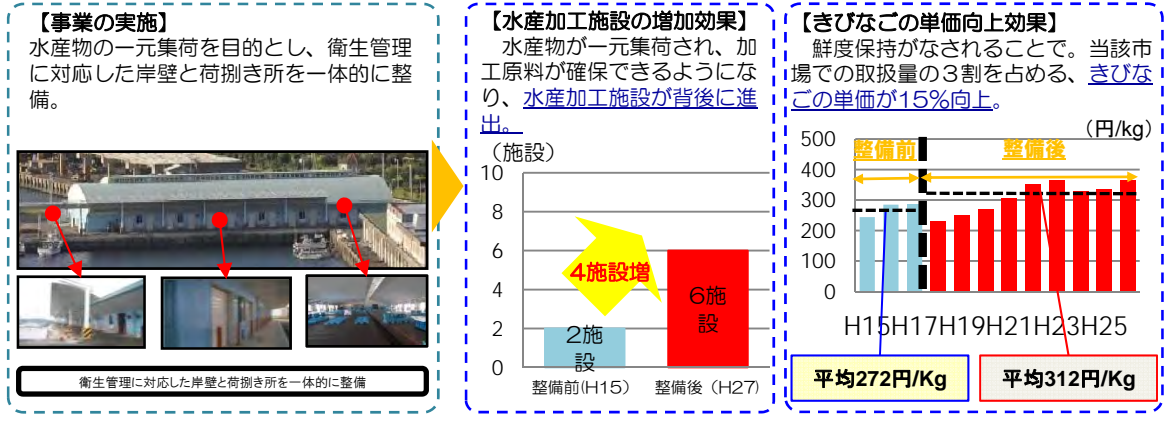 【事業の実施】
水産物の一元集荷を目的とし、衛生管理
に対応した岸壁と荷捌き所を一体的に整
備。
衛生管理に対応した岸壁と荷捌き所を一体的に整備
【水産加工施設の増加効果】
水産物が一元集荷され、加
工原料が確保できるようにな
り、水産加工施設が背後に進
出。
（施設）
10
8
6
4
2
0
4施設増
2施
設
6施
設
整備前(H15）
整備後（H27)
【きびなごの単価向上効果】
鮮度保持がなされることで。当該市
場での取扱量の３割を占める、きびな
ごの単価が15%向上。
（円/kg）
500
400
300
200
100
0
整備前
整備後
H15H17H19H21H23H25
平均272円/Kg
平均312円/Kg